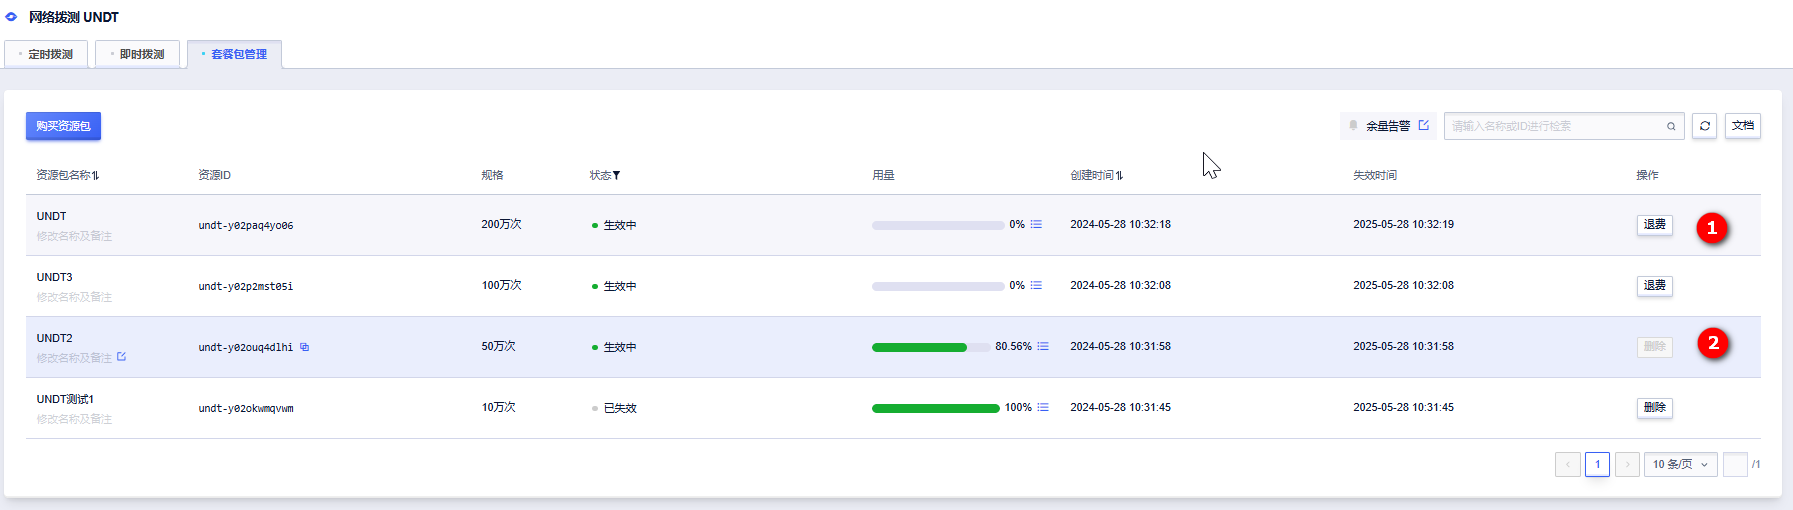 网络拨测 UNDT
定时拨测 即时拨测 套餐包管理
购买资源包 余量告警 请输入名称或ID进行检索 文档
资源包名称 资源ID 规格 状态 用量 创建时间 失效时间 操作
UNDT
修改名称及备注
undt-y02paq4yo06 200万次 生效中 0% 2024-05-28 10:32:18 2025-05-28 10:32:19 退费 1
UNDT3
修改名称及备注
undt-y02p2mst05i 100万次 生效中 0% 2024-05-28 10:32:08 2025-05-28 10:32:08 退费
UNDT2
修改名称及备注
undt-y02ouq4dlhi 50万次 生效中 80.56% 2024-05-28 10:31:58 2025-05-28 10:31:58 删除 2
UNDT测试1
修改名称及备注
undt-y02okwmqvwm 10万次 已失效 100% 2024-05-28 10:31:45 2025-05-28 10:31:45 删除
1 10 条/页 /1